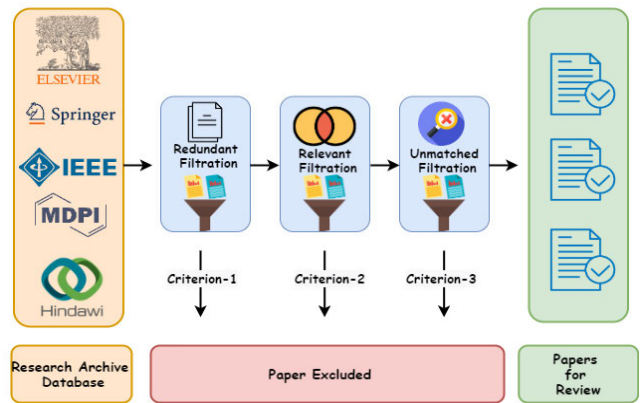 ELSEVIER
Springer
IEEE
MDPI
Hindawi
Redundant
Filtration
Relevant
Filtration
Unmatched
Filtration
Criterion-1
Criterion-2
Criterion-3
Research Archive
Database
Paper Excluded
Papers
for
Review